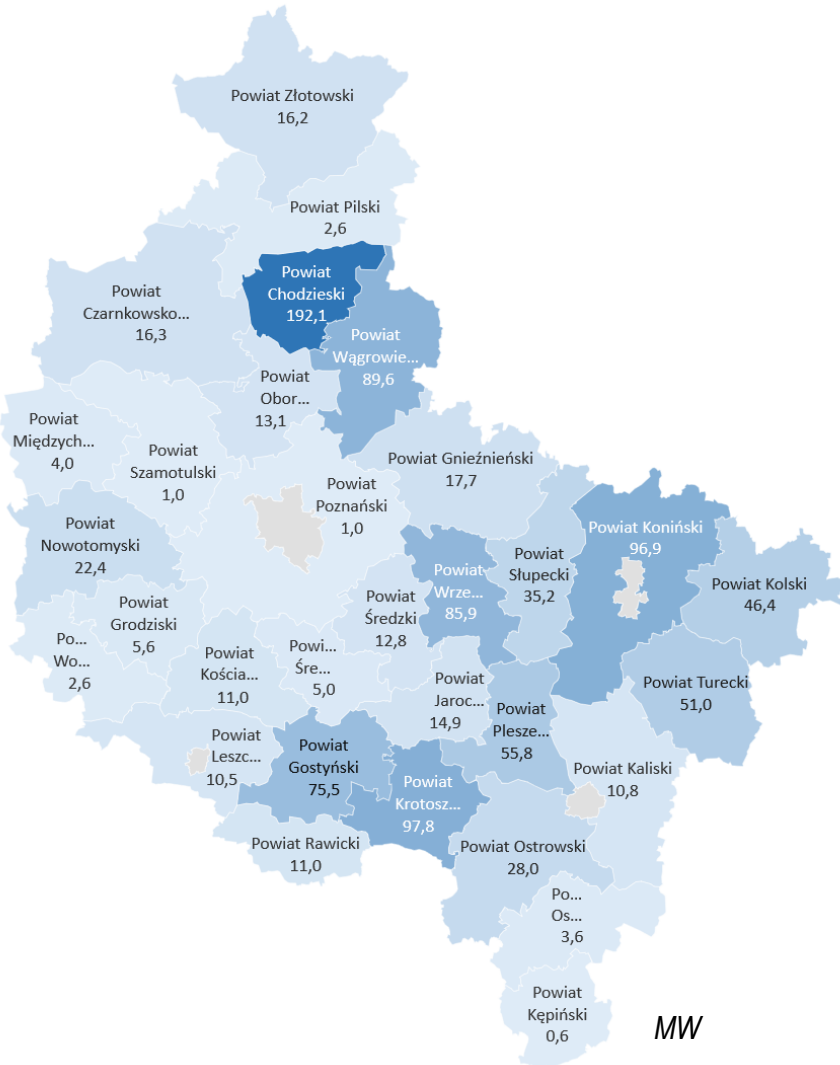 Powiat Złotowski
16,2
Powiat Pilski
2,6
Powiat
Chodzieski
192,1
Powiat
Czarnkowsko...
16,3
Powiat
Wągrowie...
89,6
Powiat
Obor...
13,1
Powiat
Międzych...
4,0
Powiat
Szamotulski
1,0
Powiat Gnieźnieński
17,7
Powiat
Poznański
1,0
Powiat
Nowotomyski
22,4
Powiat Koniński
96,9
Powiat
Słupecki
35,2
Powiat
Wrze...
85,9
Powiat Kolski
46,4
Powiat
Średzki
12,8
Powiat
Grodziski
5,6
Po...
Wo...
2,6
Powiat
Kościa...
11,0
Powi...
Śre...
5,0
Powiat
Jaroc...
14,9
Powiat Turecki
51,0
Powiat
Plesze...
55,8
Powiat
Leszc...
10,5
Powiat
Gostyński
75,5
Powiat Kaliski
10,8
Powiat
Krotosz...
97,8
Powiat Rawicki
11,0
Powiat Ostrowski
28,0
Po...
Os...
3,6
Powiat
Kępiński
0,6
MW